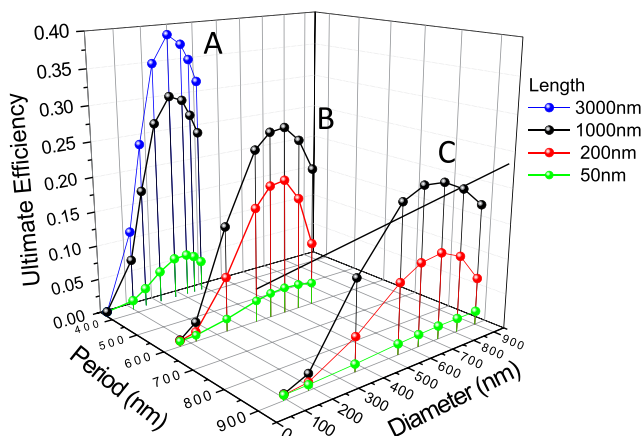 A
B
C
Ultimate Efficiency
0.40
0.35
0.30
0.25
0.20
0.15
0.10
0.05
0.00
Period (nm)
400
500
600
700
800
900
Diameter (nm)
0
100
200
300
400
500
600
700
800
900
Length
3000nm
1000nm
200nm
50nm